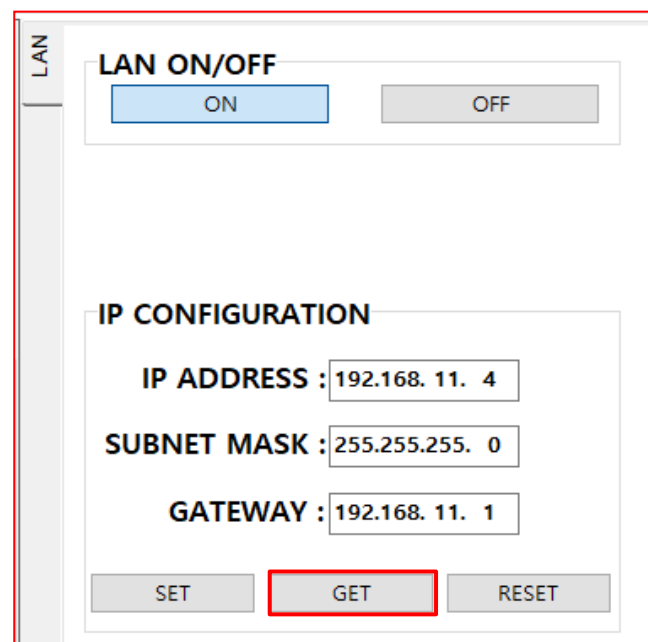 LAN
LAN ON/OFF
ON OFF
IP CONFIGURATION
IP ADDRESS : 192.168. 11. 4
SUBNET MASK : 255.255.255. 0
GATEWAY : 192.168. 11. 1
SET GET RESET